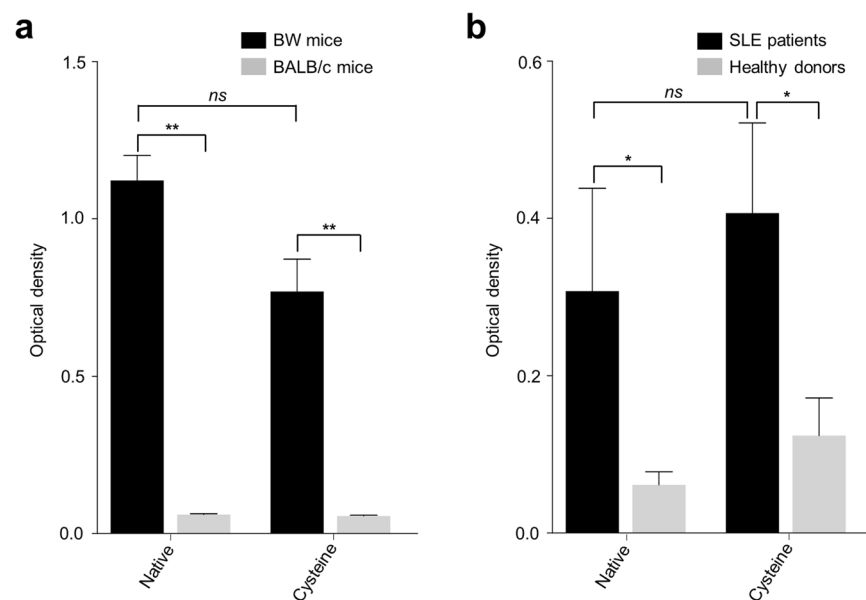 a
BW mice
BALB/c mice
Optical density
1.5
1.0
0.5
0.0
ns
**
**
Native
Cysteine
b
SLE patients
Healthy donors
Optical density
0.6
0.4
0.2
0.0
ns
*
*
Native
Cysteine